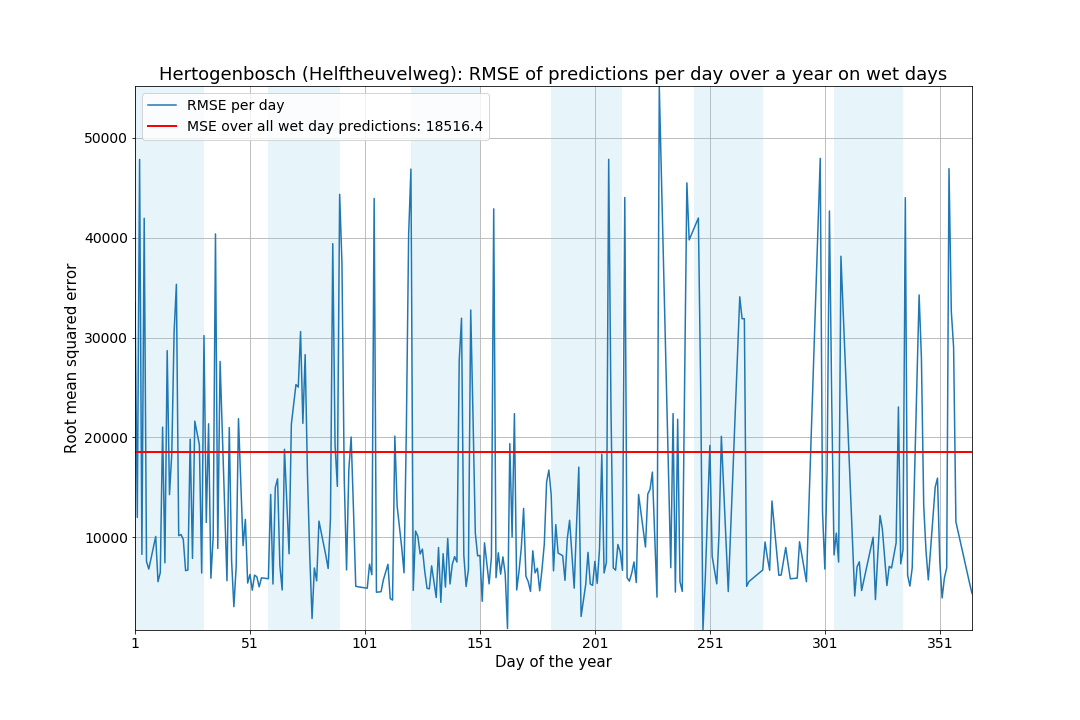 Hertogenbosch (Helftheuvelweg): RMSE of predictions per day over a year on wet days
RMSE per day
MSE over all wet day predictions: 18516.4
50000
40000
30000
20000
10000
Root mean squared error
1 51 101 151 201 251 301 351
Day of the year